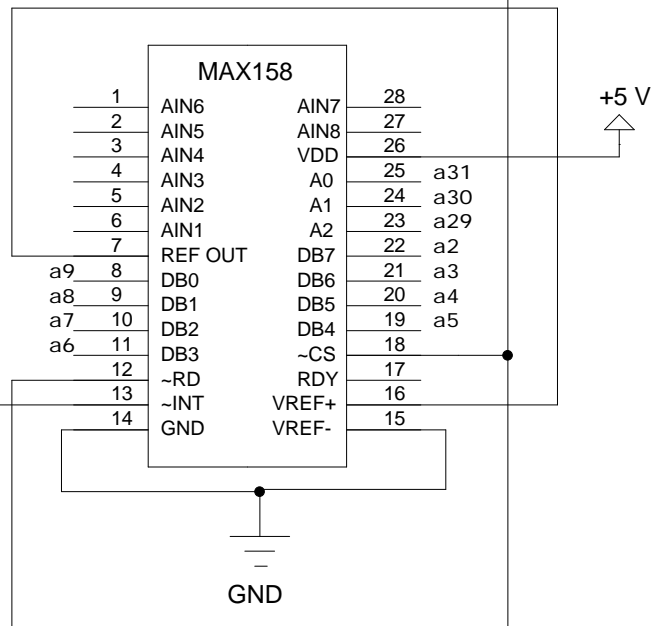 MAX158
+5 V
1 AIN6 AIN7 28
2 AIN5 AIN8 27
3 AIN4 VDD 26
4 AIN3 A0 25 a31
5 AIN2 A1 24 a30
6 AIN1 A2 23 a29
7 REF OUT DB7 22 a2
a9 8 DB0 DB6 21 a3
a8 9 DB1 DB5 20 a4
a7 10 DB2 DB4 19 a5
a6 11 DB3 ~CS 18
12 ~RD RDY 17
13 ~INT VREF+ 16
14 GND VREF- 15
GND